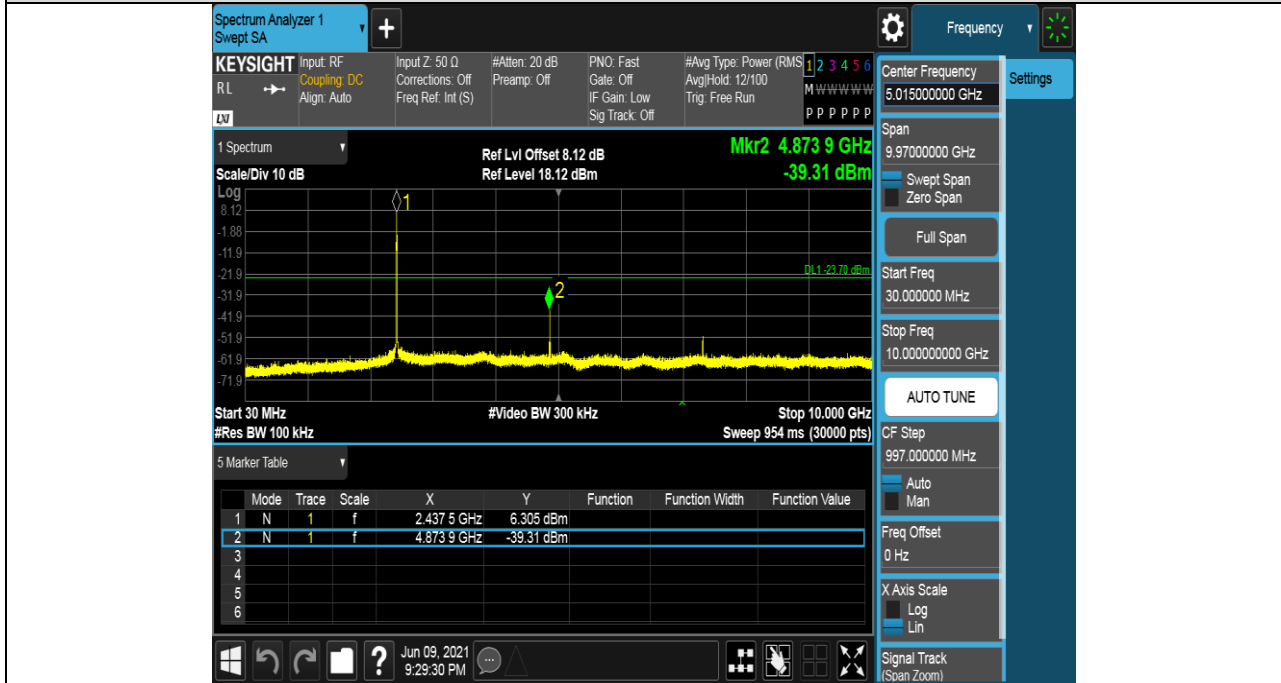 Spectrum Analyzer 1
Swept SA
Frequency
KEYSIGHT
RL
LXI
Input: RF
Coupling: DC
Align: Auto
Input Z: 50 Ω
Corrections: Off
Freq Ref: Int (S)
#Atten: 20 dB
Preamp: Off
PNO: Fast
Gate: Off
IF Gain: Low
Sig Track: Off
#Avg Type: Power (RMS
Avg|Hold: 12/100
Trig: Free Run
1 2 3 4 5 6
M W W W W W
P P P P P P
1 Spectrum
Scale/Div 10 dB
Ref Lvl Offset 8.12 dB
Ref Level 18.12 dBm
Mkr2 4.873 9 GHz
-39.31 dBm
Log
8.12
-1.88
-11.9
-21.9
-31.9
-41.9
-51.9
-61.9
-71.9
1
2
DL1 -23.70 dBm
Start 30 MHz
#Res BW 100 kHz
#Video BW 300 kHz
Stop 10.000 GHz
Sweep 954 ms (30000 pts)
5 Marker Table
Mode Trace Scale X Y Function Function Width Function Value
1 N 1 f 2.437 5 GHz 6.305 dBm
2 N 1 f 4.873 9 GHz -39.31 dBm
3
4
5
6
Jun 09, 2021
9:29:30 PM
Center Frequency
5.015000000 GHz
Span
9.97000000 GHz
Swept Span
Zero Span
Full Span
Start Freq
30.000000 MHz
Stop Freq
10.000000000 GHz
AUTO TUNE
CF Step
997.000000 MHz
Auto
Man
Freq Offset
0 Hz
X Axis Scale
Log
Lin
Signal Track
(Span Zoom)
Settings